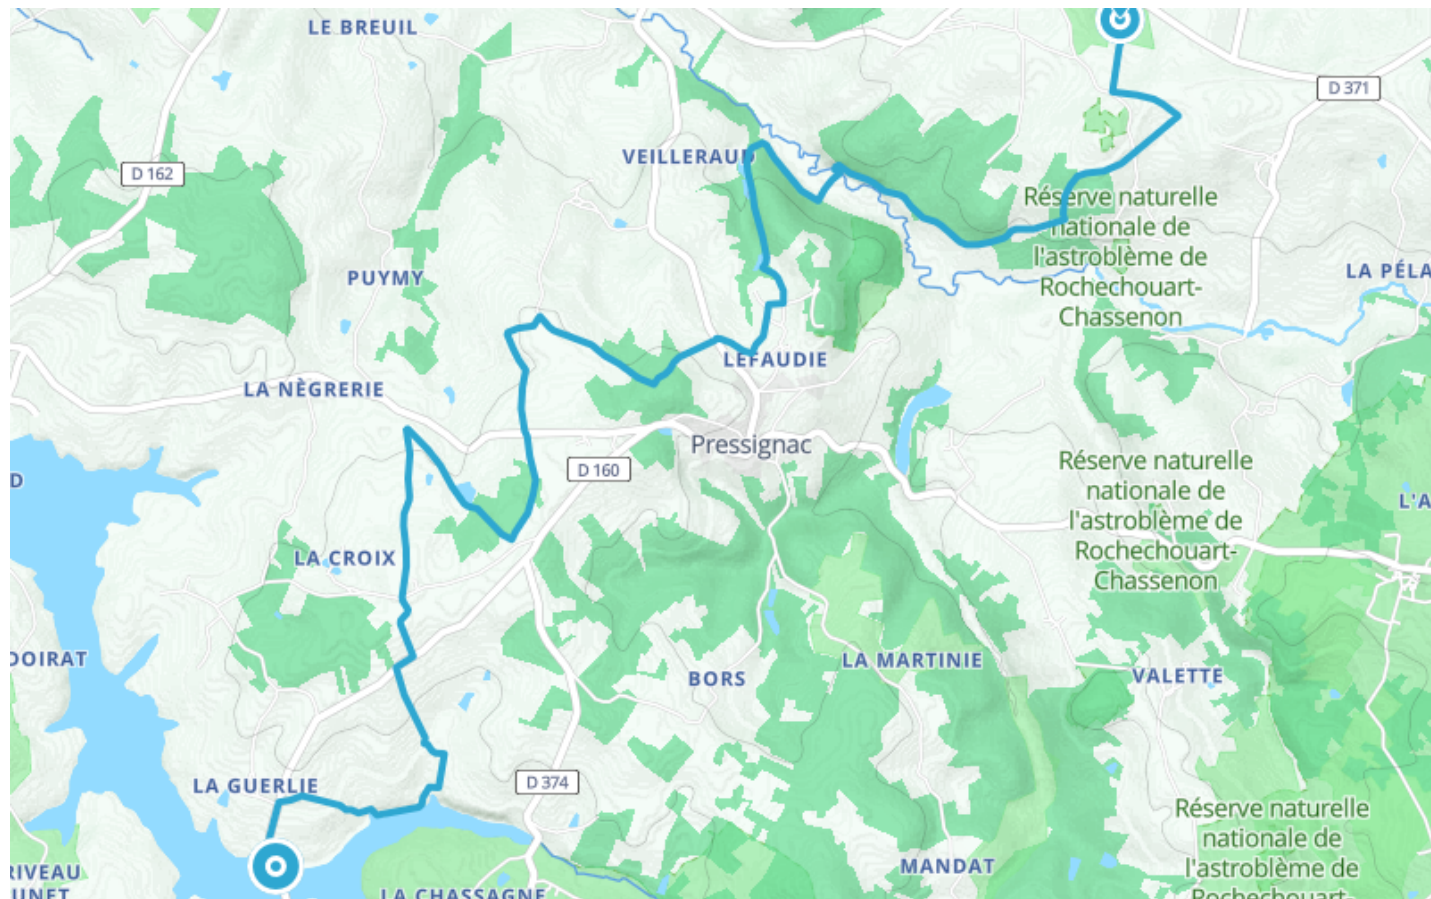 LE BREUIL
D 371
VEILLERAUD
D 162
Réserve naturelle
nationale de
l'astroblème de
Rochechouart-
Chassenon
LA PÉLA
PUYMY
LEFAUDIE
LA NÈGRERIE
Pressignac
D 160
Réserve naturelle
nationale de
l'astroblème de
Rochechouart-
Chassenon
D
L'A
LA CROIX
DOIRAT
LA MARTINIE
BORS
VALETTE
LA GUERLIE
D 374
Réserve naturelle
nationale de
l'astroblème de
Rochechouart-
RIVEAU
UNET
MANDAT
LA CHASSAGNE